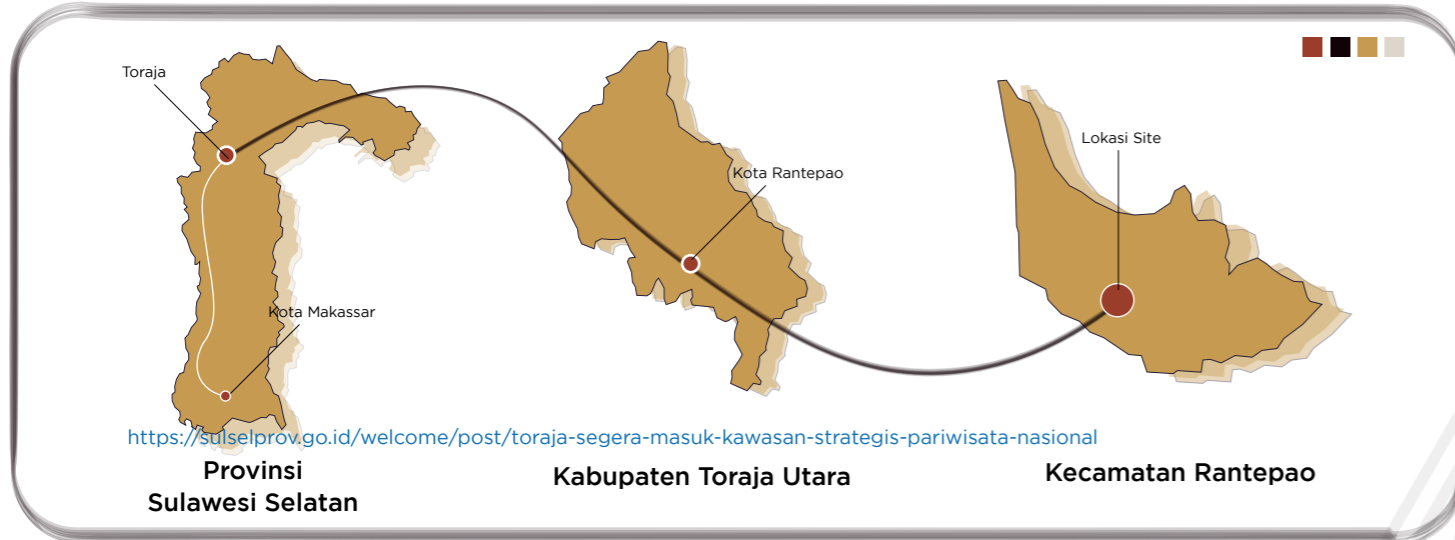 Toraja
Kota Makassar
Kota Rantepao
Lokasi Site
https://sulselprov.go.id/welcome/post/toraja-segera-masuk-kawasan-strategis-pariwisata-nasional
Provinsi
Sulawesi Selatan
Kabupaten Toraja Utara
Kecamatan Rantepao